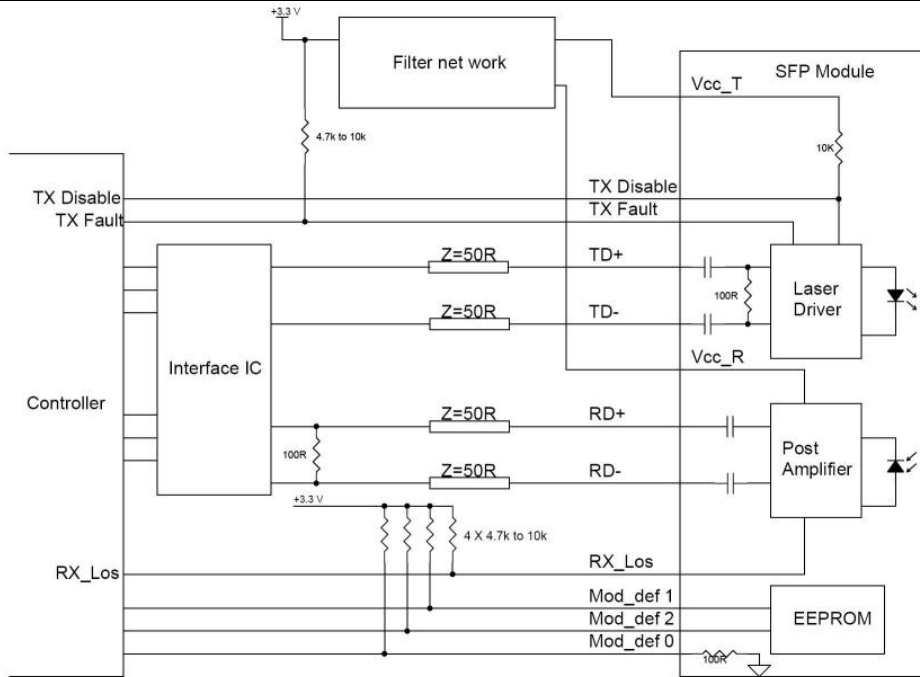 +3.3 V
Filter net work
SFP Module
Vcc_T
4.7k to 10k
10K
TX Disable
TX Disable
TX Fault
TX Fault
Z=50R
TD+
100R
Laser
Driver
Z=50R
TD-
Vcc_R
Interface IC
Controller
Z=50R
RD+
100R
Post
Amplifier
Z=50R
RD-
+3.3 V
4 X 4.7k to 10k
RX_Los
RX_Los
Mod_def 1
Mod_def 2
Mod_def 0
EEPROM
100R